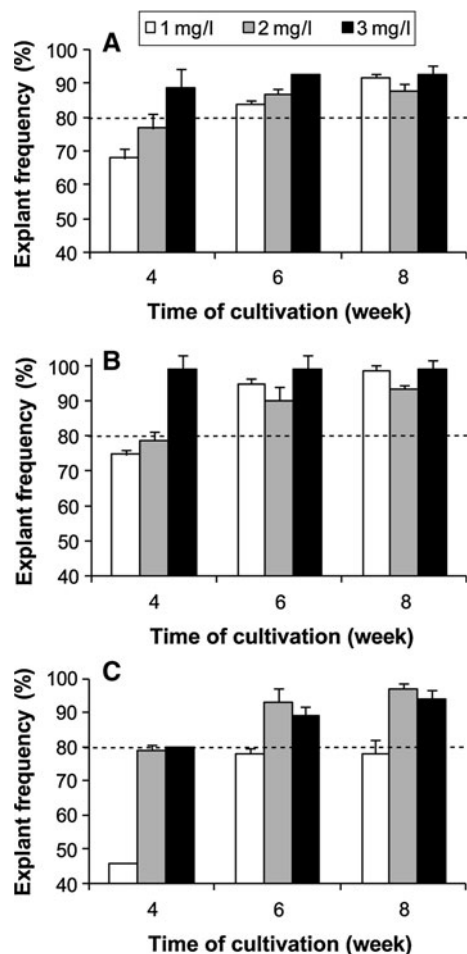 1 mg/l 2 mg/l 3 mg/l
A
100
90
80
70
60
50
40
Explant frequency (%)
4 6 8
Time of cultivation (week)
B
100
90
80
70
60
50
40
Explant frequency (%)
4 6 8
Time of cultivation (week)
C
100
90
80
70
60
50
40
Explant frequency (%)
4 6 8
Time of cultivation (week)